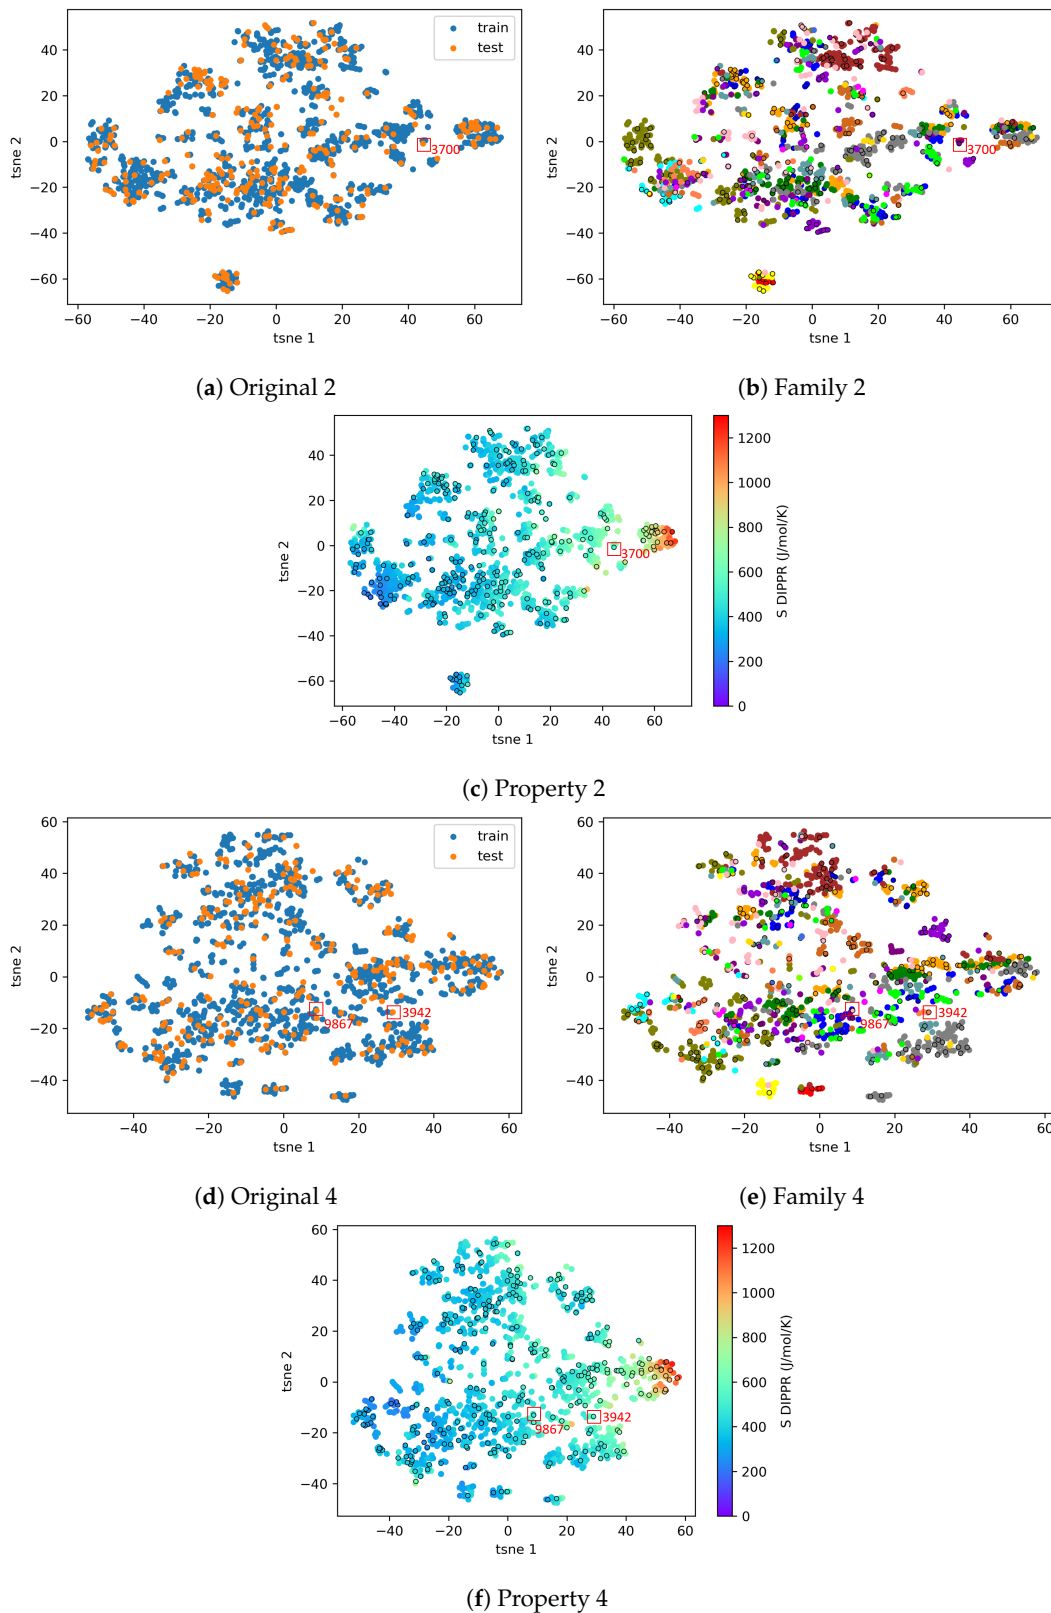 40
20
0
−20
−40
−60
tsne 2
train
test
3700
−60 −40 −20 0 20 40 60
tsne 1
(a) Original 2
40
20
0
−20
−40
−60
tsne 2
3700
−60 −40 −20 0 20 40 60
tsne 1
(b) Family 2
40
20
0
−20
−40
−60
tsne 2
3700
−60 −40 −20 0 20 40 60
tsne 1
1200
1000
800
600
400
200
0
S DIPPR (J/mol/K)
(c) Property 2
60
40
20
0
−20
−40
tsne 2
train
test
9867
3942
−40 −20 0 20 40 60
tsne 1
(d) Original 4
60
40
20
0
−20
−40
tsne 2
9867
3942
−40 −20 0 20 40 60
tsne 1
(e) Family 4
60
40
20
0
−20
−40
tsne 2
9867
3942
−40 −20 0 20 40 60
tsne 1
1200
1000
800
600
400
200
0
S DIPPR (J/mol/K)
(f) Property 4